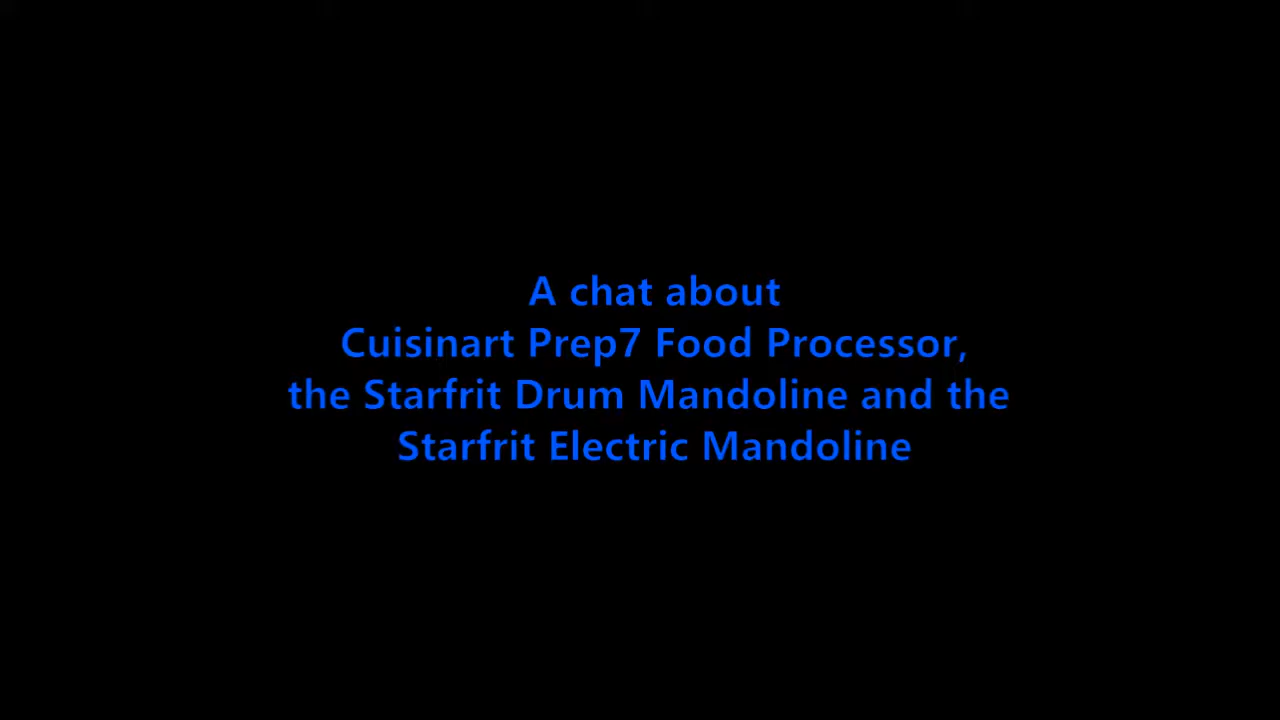 A chat about
Cuisinart Prep7 Food Processor,
the Starfrit Drum Mandoline and the
Starfrit Electric Mandoline